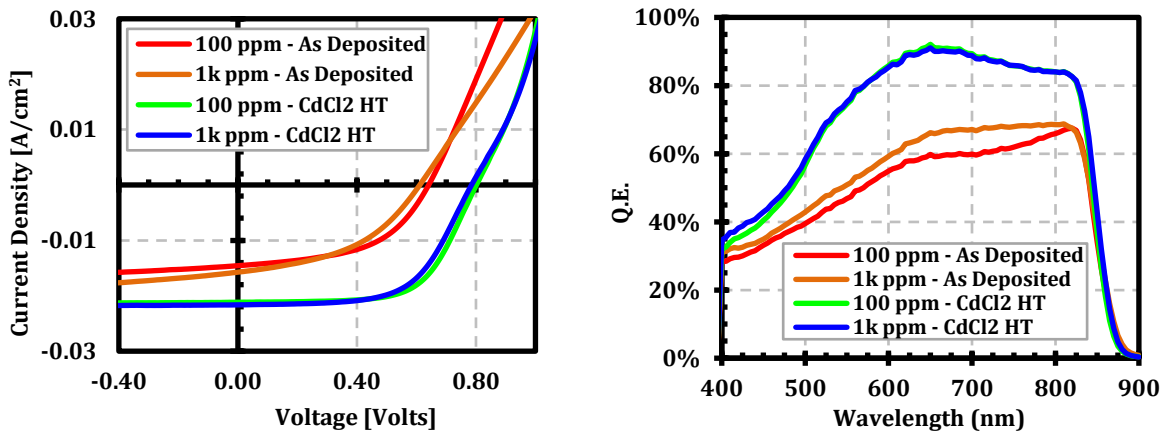 0.03
0.01
-0.01
-0.03
Current Density [A/cm²]
100 ppm - As Deposited
1k ppm - As Deposited
100 ppm - CdCl2 HT
1k ppm - CdCl2 HT
-0.40 0.00 0.40 0.80
Voltage [Volts]
100%
80%
60%
40%
20%
0%
Q.E.
100 ppm - As Deposited
1k ppm - As Deposited
100 ppm - CdCl2 HT
1k ppm - CdCl2 HT
400 500 600 700 800 900
Wavelength (nm)